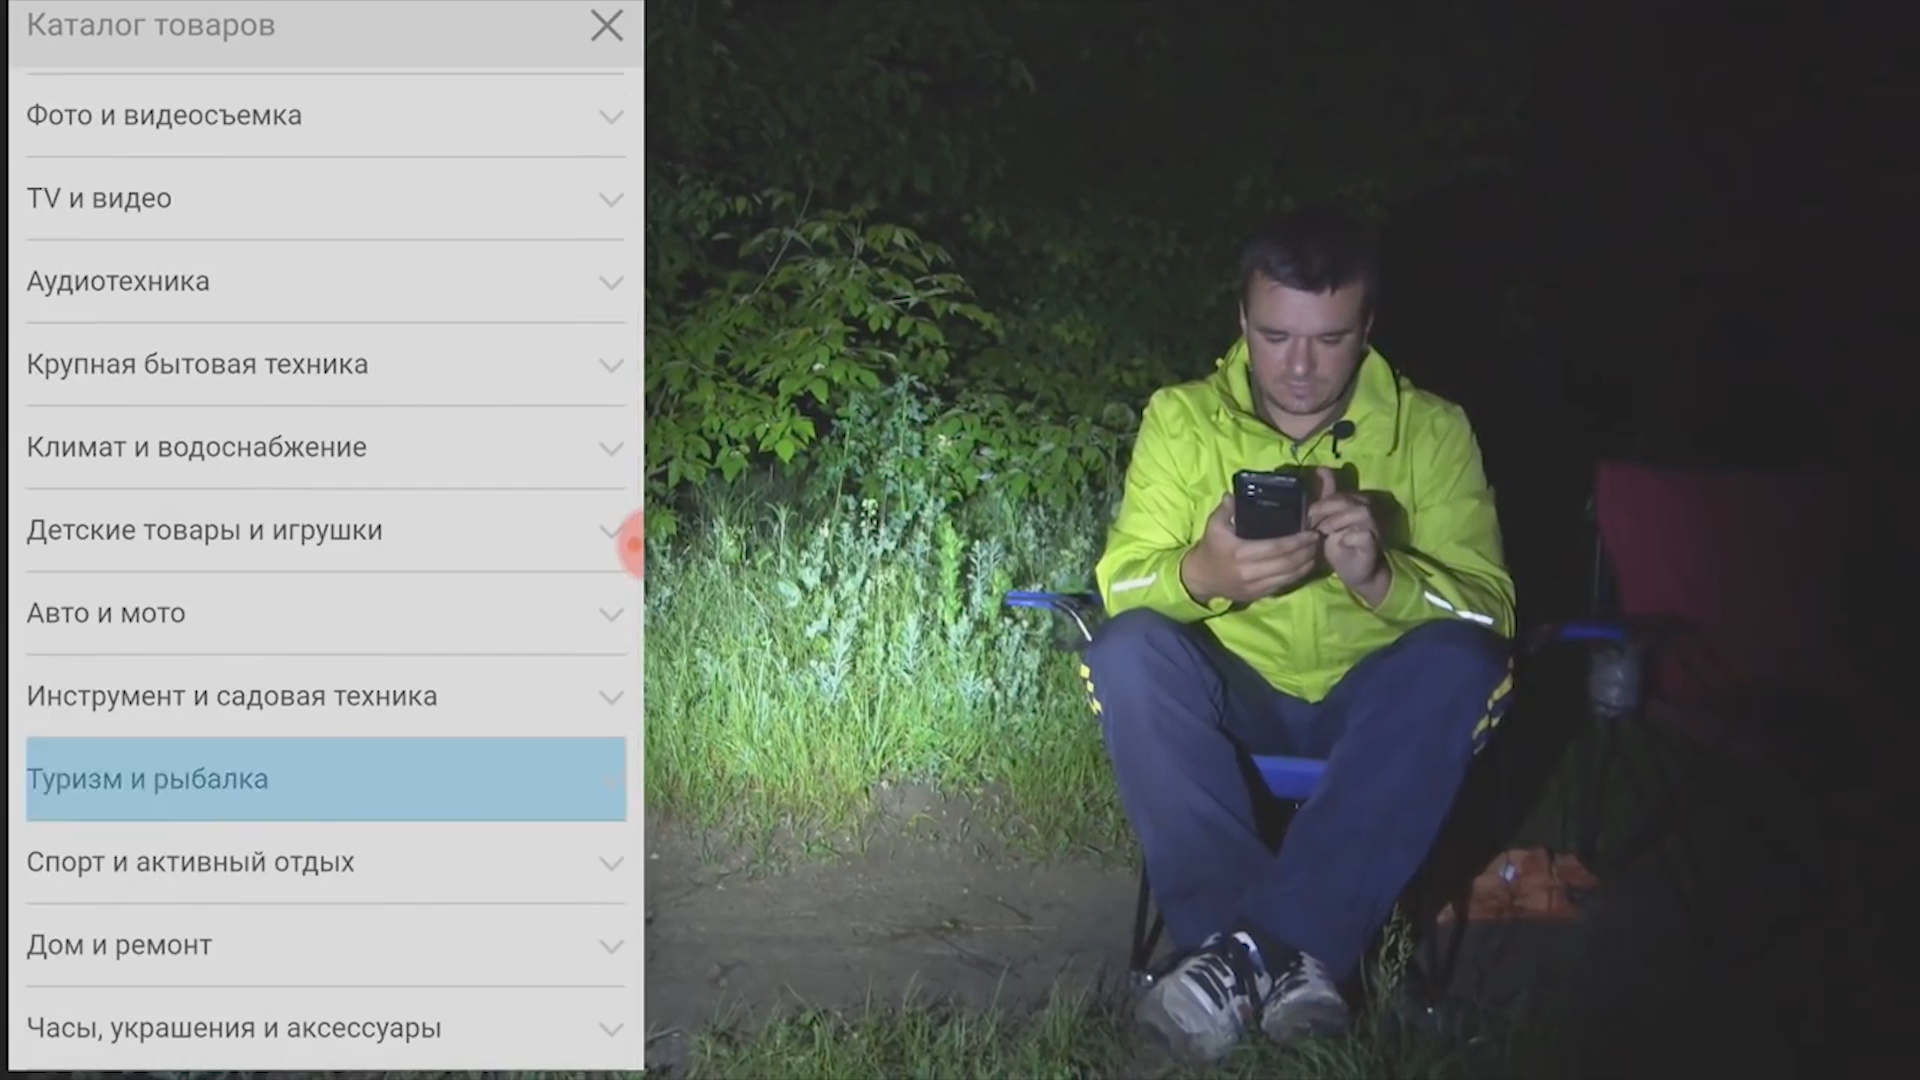 Каталог товаров
Фото и видеосъемка
TV и видео
Аудиотехника
Крупная бытовая техника
Климат и водоснабжение
Детские товары и игрушки
Авто и мото
Инструмент и садовая техника
Туризм и рыбалка
Спорт и активный отдых
Дом и ремонт
Часы, украшения и аксессуары